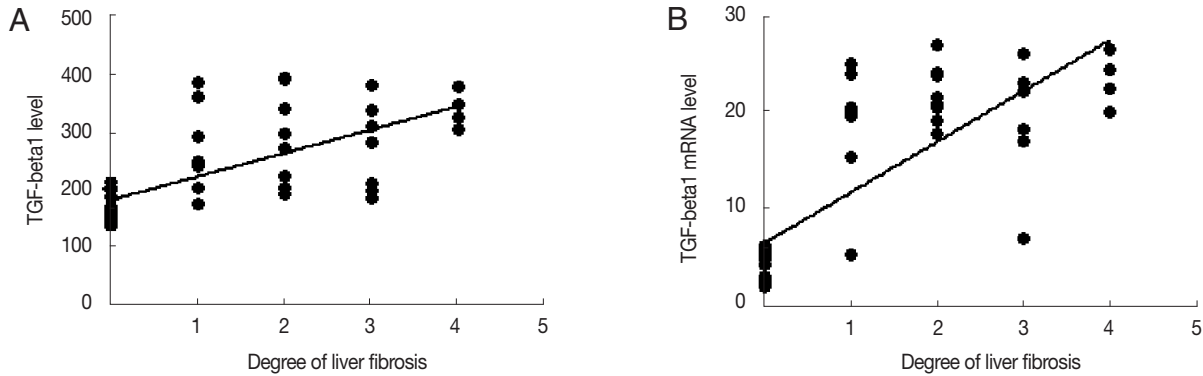 A
TGF-beta1 level
500
400
300
200
100
0
1 2 3 4 5
Degree of liver fibrosis
B
TGF-beta1 mRNA level
30
20
10
0
1 2 3 4 5
Degree of liver fibrosis